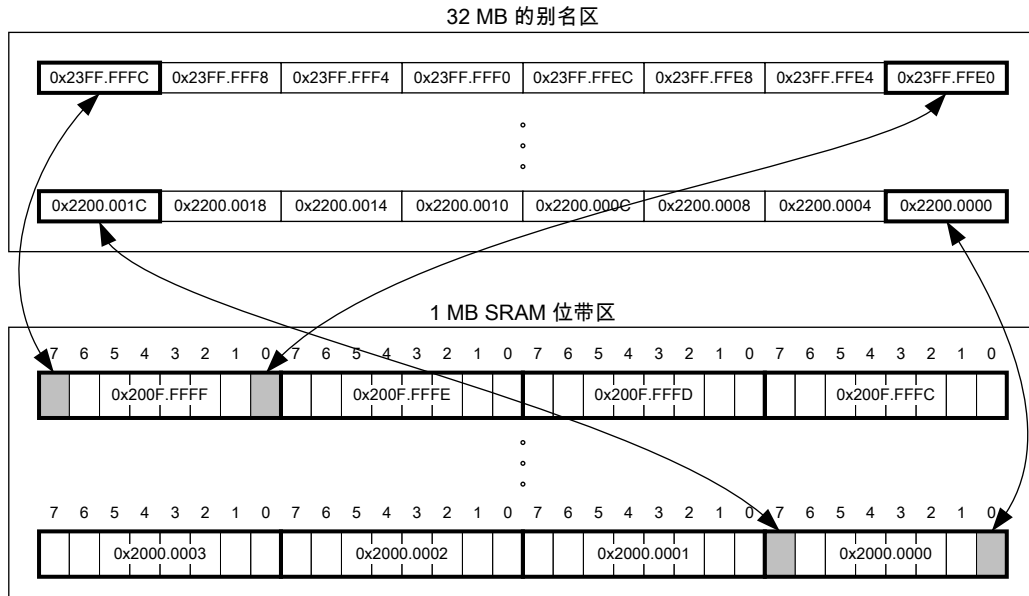 32 MB 的别名区
0x23FF.FFFC 0x23FF.FFF8 0x23FF.FFF4 0x23FF.FFF0 0x23FF.FFEC 0x23FF.FFE8 0x23FF.FFE4 0x23FF.FFE0
0x2200.001C 0x2200.0018 0x2200.0014 0x2200.0010 0x2200.000C 0x2200.0008 0x2200.0004 0x2200.0000
1 MB SRAM 位带区
7 6 5 4 3 2 1 0 7 6 5 4 3 2 1 0 7 6 5 4 3 2 1 0 7 6 5 4 3 2 1 0
0x200F.FFFF 0x200F.FFFE 0x200F.FFFD 0x200F.FFFC
7 6 5 4 3 2 1 0 7 6 5 4 3 2 1 0 7 6 5 4 3 2 1 0 7 6 5 4 3 2 1 0
0x2000.0003 0x2000.0002 0x2000.0001 0x2000.0000